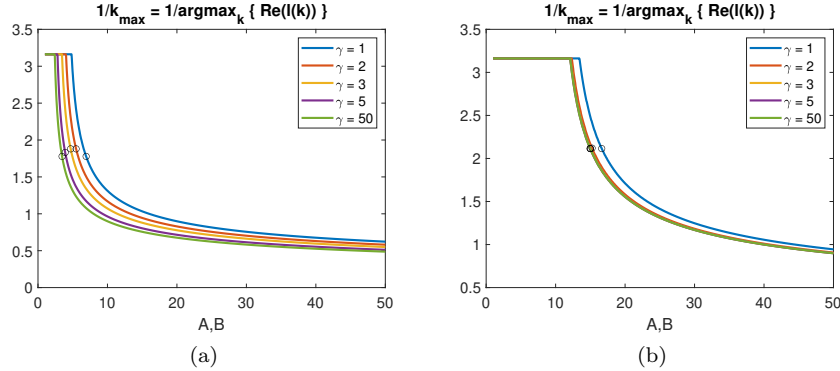 1/k_max = 1/argmax_k { Re(l(k)) }
3.5
3
2.5
2
1.5
1
0.5
0
0 10 20 30 40 50
A,B
γ = 1
γ = 2
γ = 3
γ = 5
γ = 50
(a)
1/k_max = 1/argmax_k { Re(l(k)) }
3.5
3
2.5
2
1.5
1
0.5
0 10 20 30 40 50
A,B
γ = 1
γ = 2
γ = 3
γ = 5
γ = 50
(b)